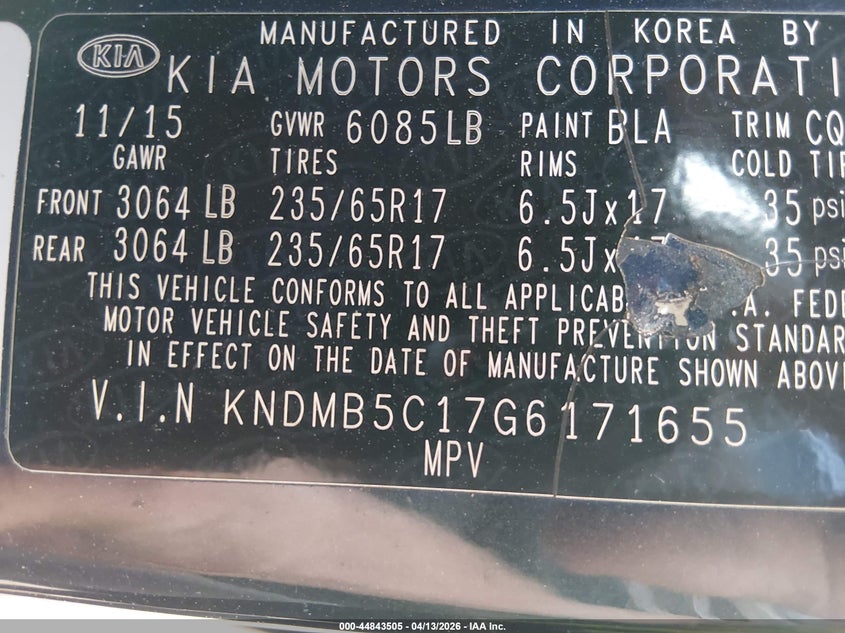 MANUFACTURED IN KOREA BY
KIA KIA MOTORS CORPORATI
11/15 GVWR 6085LB PAINT BLA TRIM CQ
GAWR TIRES RIMS COLD TIR
FRONT 3064 LB 235/65R17 6.5Jx17 35 psi
REAR 3064 LB 235/65R17 6.5Jx 35 psi
THIS VEHICLE CONFORMS TO ALL APPLICAB .A. FEDE
MOTOR VEHICLE SAFETY AND THEFT PREVENTION STANDAR
IN EFFECT ON THE DATE OF MANUFACTURE SHOWN ABOV
V.I.N KNDMB5C17G6171655
MPV
000-44843505 - 04/13/2026 - IAA Inc.